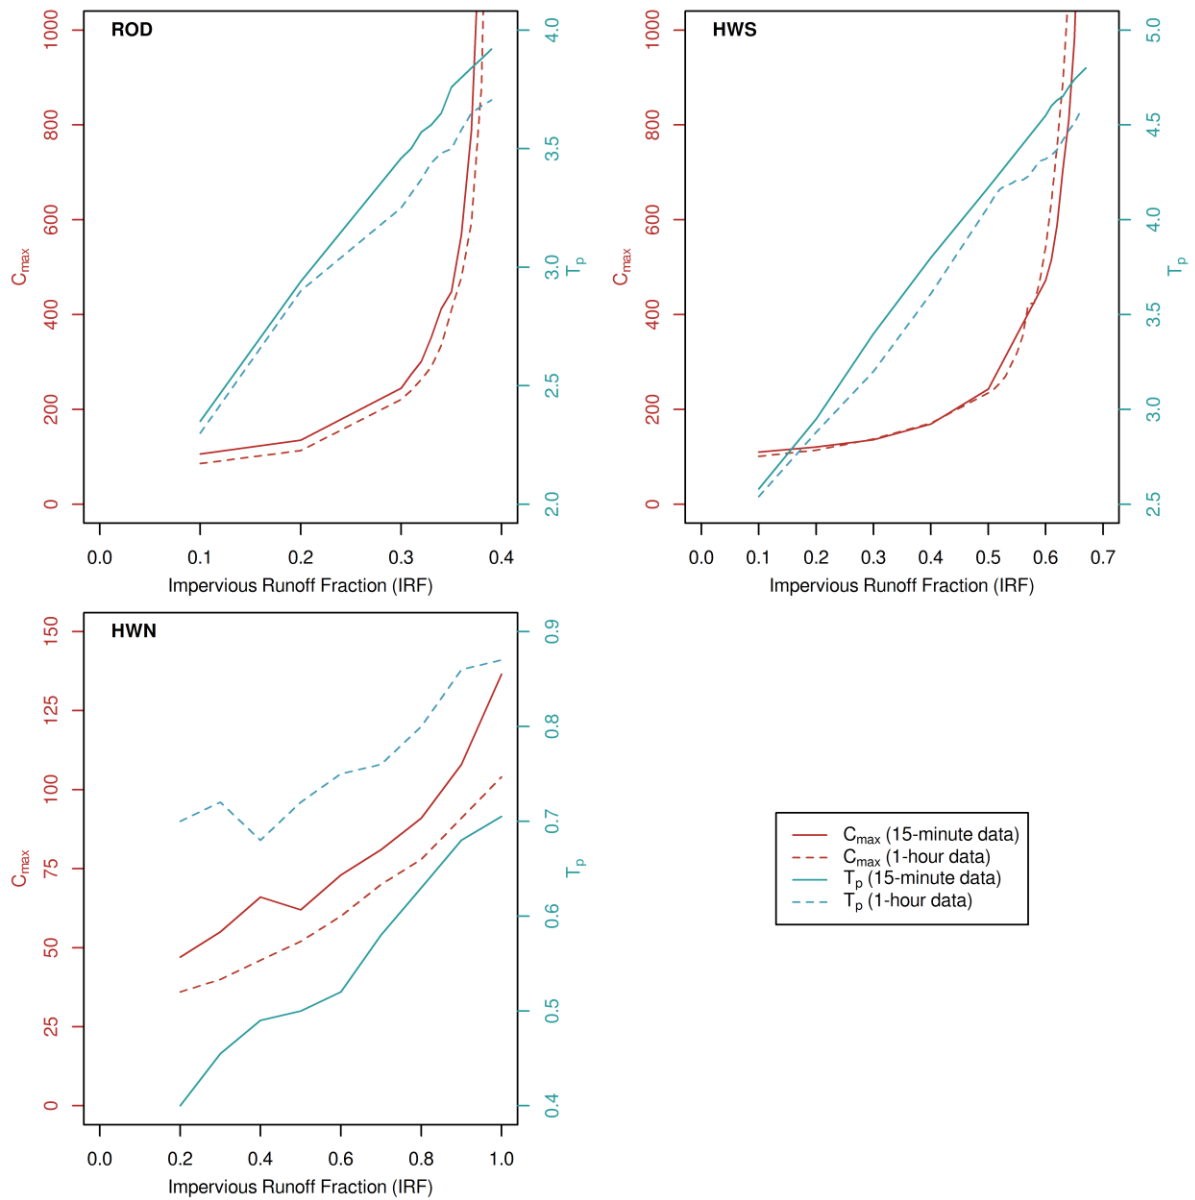 ROD
1000
800
600
400
200
0
Cmax
4.0
3.5
3.0
2.5
2.0
Tp
0.0 0.1 0.2 0.3 0.4
Impervious Runoff Fraction (IRF)
HWS
1000
800
600
400
200
0
Cmax
5.0
4.5
4.0
3.5
3.0
2.5
Tp
0.0 0.1 0.2 0.3 0.4 0.5 0.6 0.7
Impervious Runoff Fraction (IRF)
HWN
150
125
100
75
50
25
0
Cmax
0.9
0.8
0.7
0.6
0.5
0.4
Tp
0.0 0.2 0.4 0.6 0.8 1.0
Impervious Runoff Fraction (IRF)
Cmax (15-minute data)
Cmax (1-hour data)
Tp (15-minute data)
Tp (1-hour data)